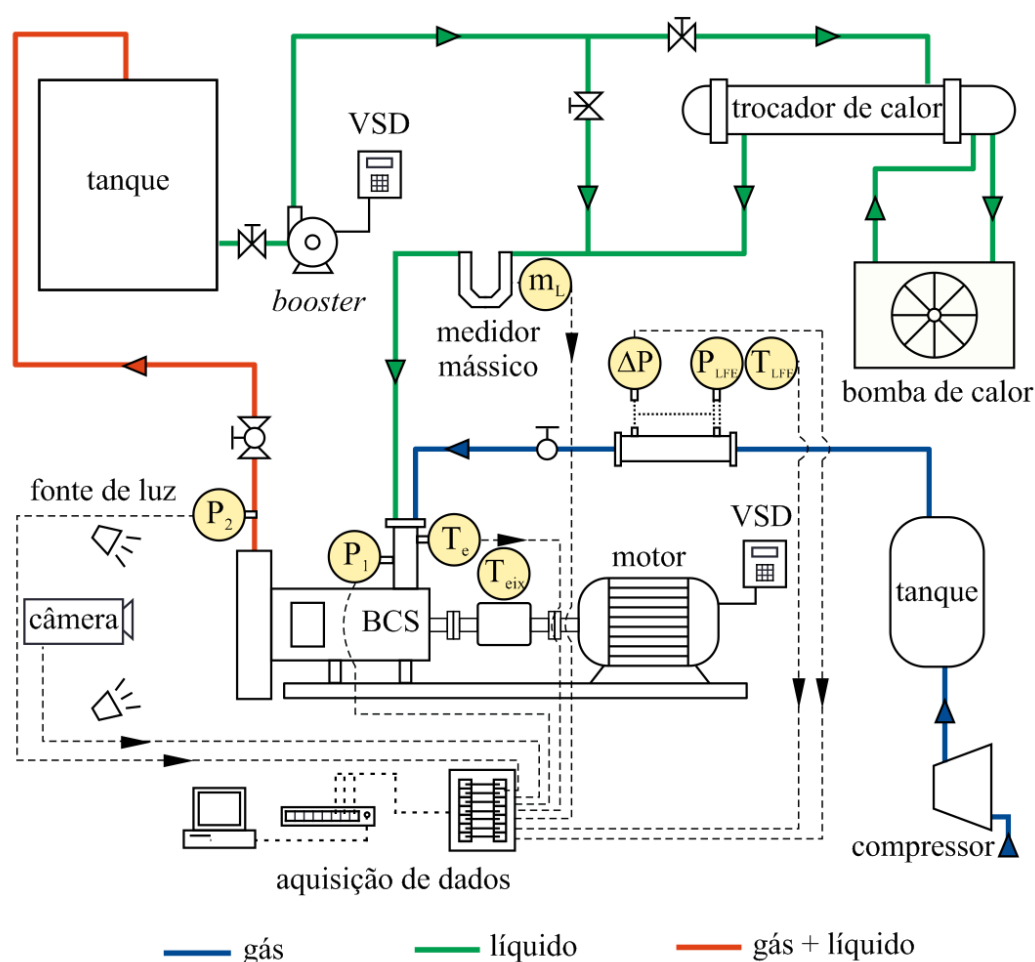 tanque
VSD
booster
trocador de calor
bomba de calor
medidor
mássico
m_L
ΔP
P_LFE
T_LFE
fonte de luz
P_2
P_1
T_e
T_eix
VSD
motor
câmera
BCS
tanque
compressor
aquisição de dados
gás
líquido
gás + líquido